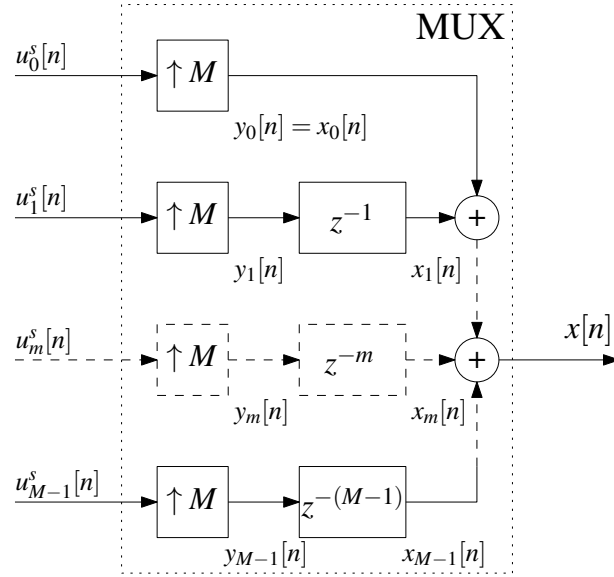 MUX
u_0^s[n]
↑ M
y_0[n] = x_0[n]
u_1^s[n]
↑ M
z^{-1}
+
y_1[n]
x_1[n]
u_m^s[n]
↑ M
z^{-m}
+
x[n]
y_m[n]
x_m[n]
u_{M-1}^s[n]
↑ M
z^{-(M-1)}
y_{M-1}[n]
x_{M-1}[n]